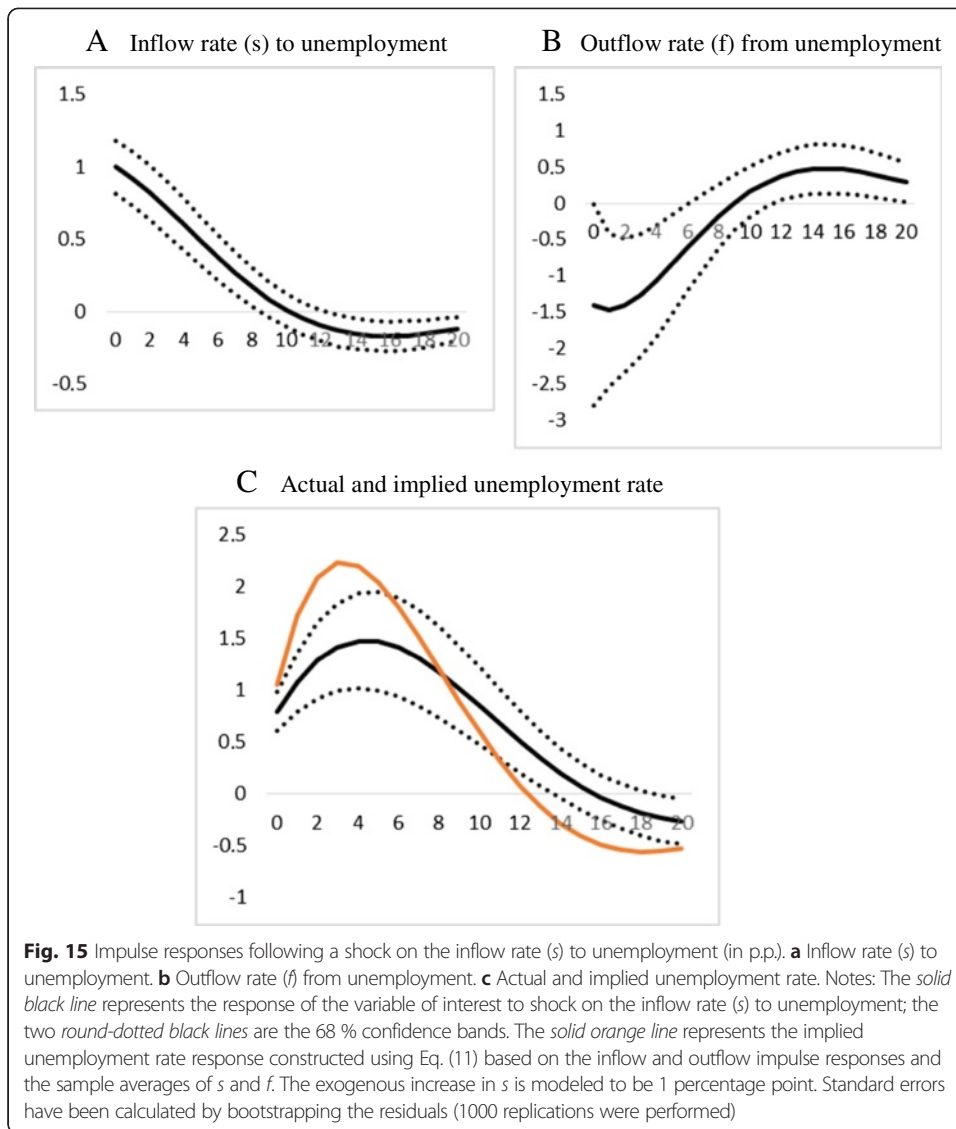 A Inflow rate (s) to unemployment
1.5
1
0.5
0
-0.5
0 2 4 6 8 10 12 14 16 18 20
B Outflow rate (f) from unemployment
1.5
1
0.5
0
-0.5
-1
-1.5
-2
-2.5
-3
0 2 4 6 8 10 12 14 16 18 20
C Actual and implied unemployment rate
2.5
2
1.5
1
0.5
0
-0.5
-1
0 2 4 6 8 10 12 14 16 18 20
Fig. 15 Impulse responses following a shock on the inflow rate (s) to unemployment (in p.p.). a Inflow rate (s) to
unemployment. b Outflow rate (f) from unemployment. c Actual and implied unemployment rate. Notes: The solid
black line represents the response of the variable of interest to shock on the inflow rate (s) to unemployment; the
two round-dotted black lines are the 68 % confidence bands. The solid orange line represents the implied
unemployment rate response constructed using Eq. (11) based on the inflow and outflow impulse responses and
the sample averages of s and f. The exogenous increase in s is modeled to be 1 percentage point. Standard errors
have been calculated by bootstrapping the residuals (1000 replications were performed)